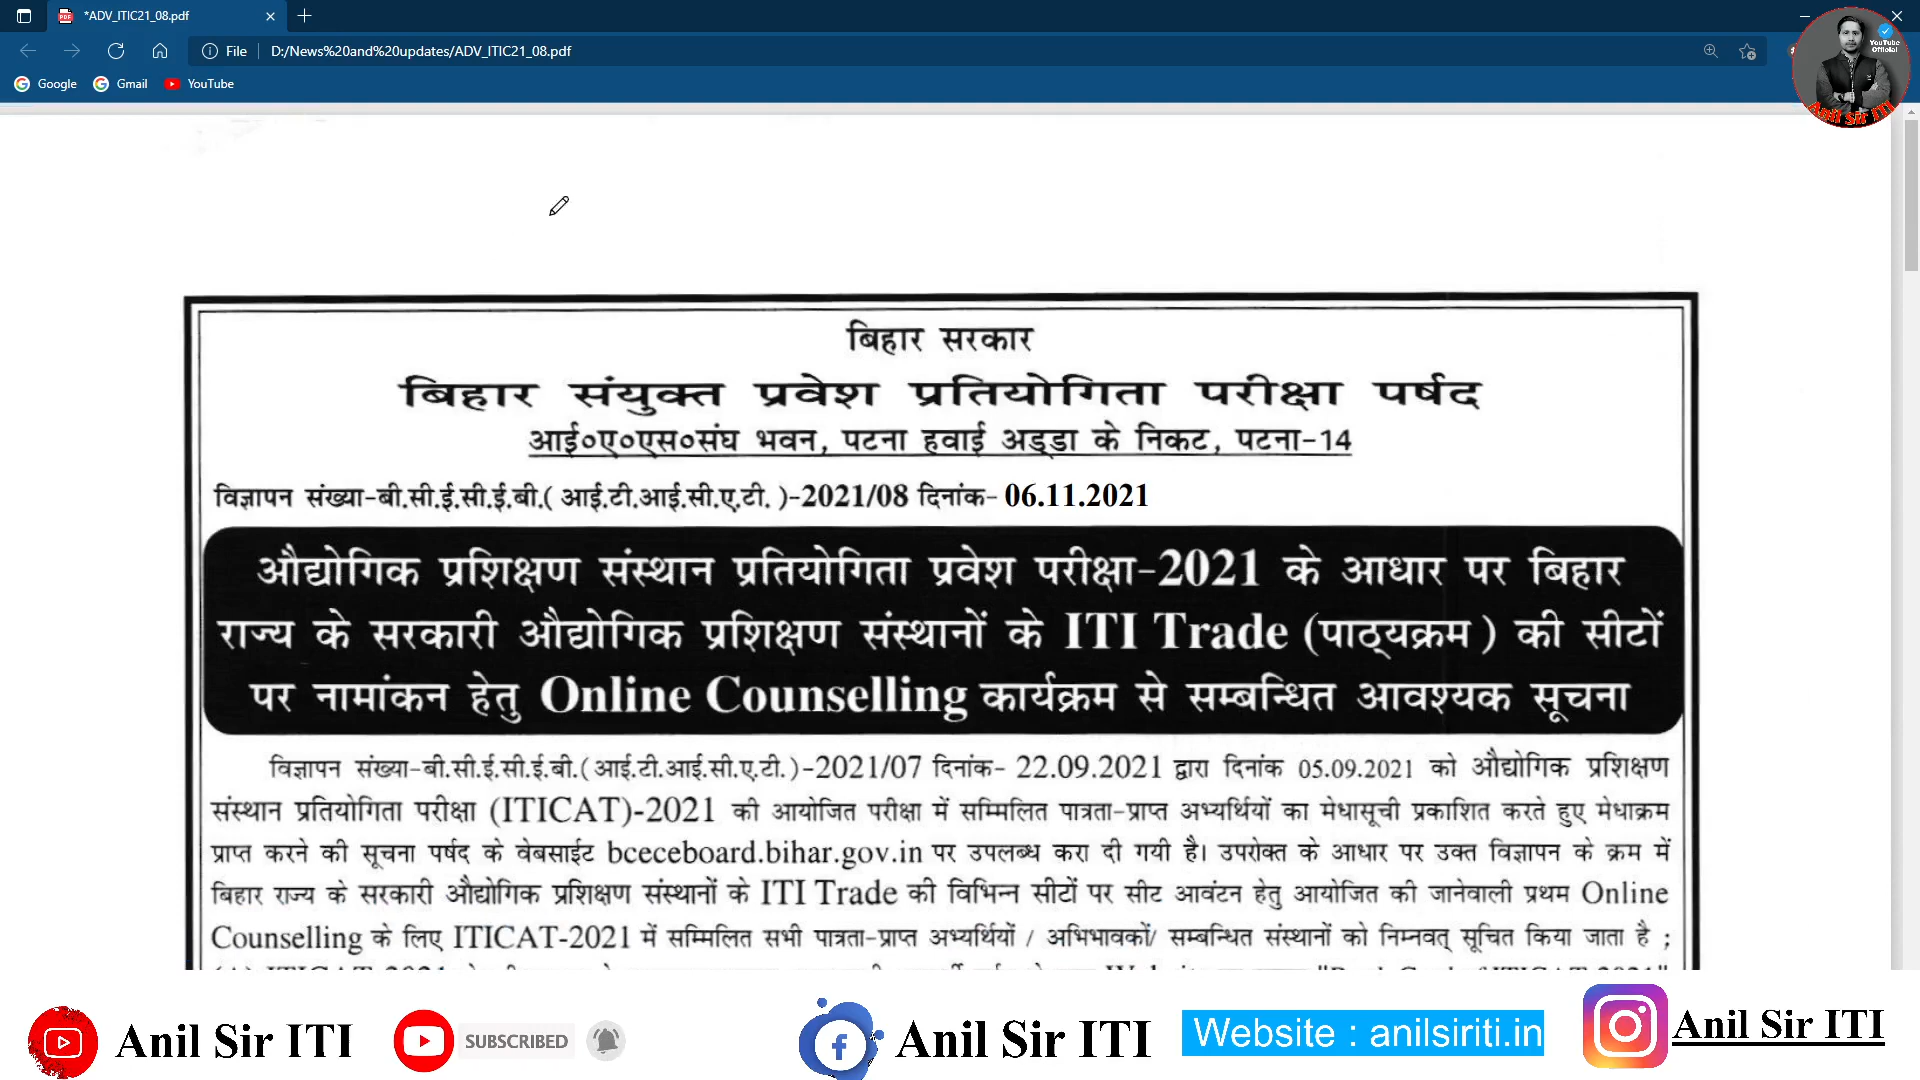 *ADV_ITIC21_08.pdf
File D:/News%20and%20updates/ADV_ITIC21_08.pdf
Google Gmail YouTube
YouTube
Official
Anil Sir ITI
बिहार सरकार
बिहार संयुक्त प्रवेश प्रतियोगिता परीक्षा पर्षद
आई०ए०एस०संघ भवन, पटना हवाई अड्डा के निकट, पटना-14
विज्ञापन संख्या-बी.सी.ई.सी.ई.बी.( आई.टी.आई.सी.ए.टी. )-2021/08 दिनांक- 06.11.2021
औद्योगिक प्रशिक्षण संस्थान प्रतियोगिता प्रवेश परीक्षा-2021 के आधार पर बिहार
राज्य के सरकारी औद्योगिक प्रशिक्षण संस्थानों के ITI Trade (पाठ्यक्रम ) की सीटों
पर नामांकन हेतु Online Counselling कार्यक्रम से सम्बन्धित आवश्यक सूचना
विज्ञापन संख्या-बी.सी.ई.सी.ई.बी.(आई.टी.आई.सी.ए.टी.)-2021/07 दिनांक- 22.09.2021 द्वारा दिनांक 05.09.2021 को औद्योगिक प्रशिक्षण
संस्थान प्रतियोगिता परीक्षा (ITICAT)-2021 की आयोजित परीक्षा में सम्मिलित पात्रता-प्राप्त अभ्यर्थियों का मेधासूची प्रकाशित करते हुए मेधाक्रम
प्राप्त करने की सूचना पर्षद के वेबसाईट bceceboard.bihar.gov.in पर उपलब्ध करा दी गयी है। उपरोक्त के आधार पर उक्त विज्ञापन के क्रम में
बिहार राज्य के सरकारी औद्योगिक प्रशिक्षण संस्थानों के ITI Trade की विभिन्न सीटों पर सीट आवंटन हेतु आयोजित की जानेवाली प्रथम Online
Counselling के लिए ITICAT-2021 में सम्मिलित सभी पात्रता-प्राप्त अभ्यर्थियों / अभिभावकों/ सम्बन्धित संस्थानों को निम्नवत् सूचित किया जाता है ;
Anil Sir ITI SUBSCRIBED Anil Sir ITI Website : anilsiriti.in Anil Sir ITI